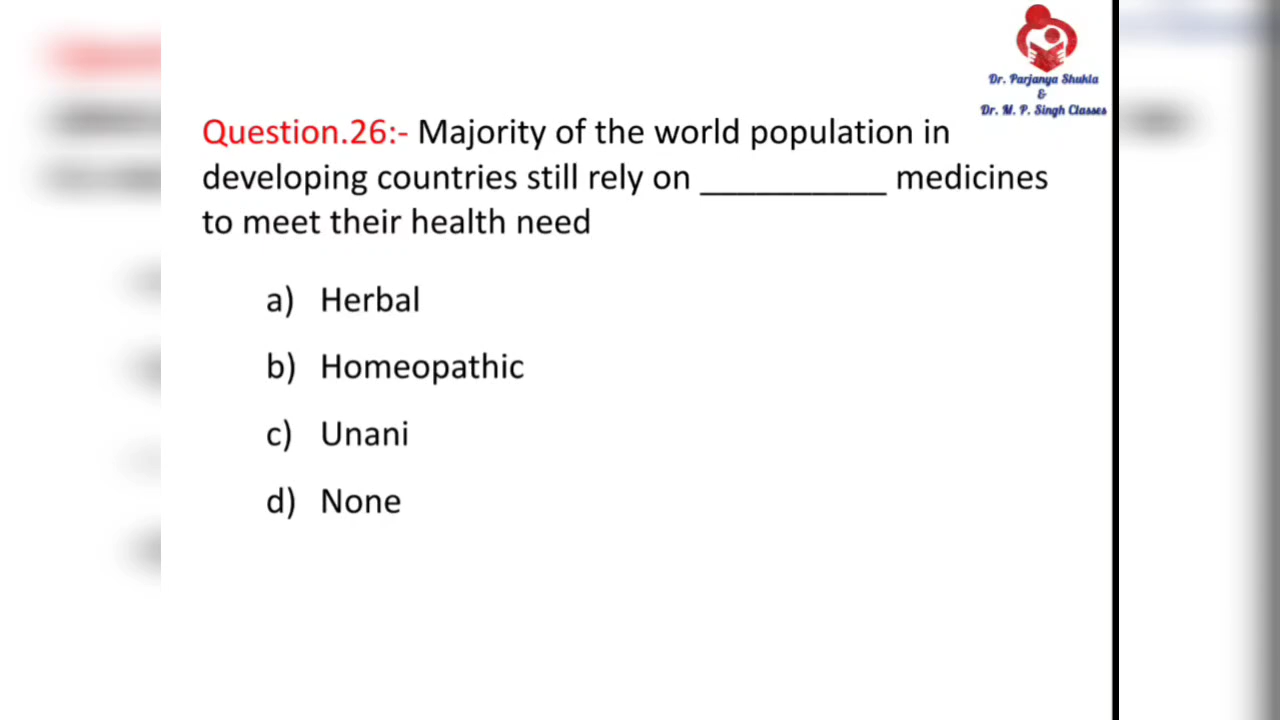 Dr. Parjanya Shukla
&
Dr. M. P. Singh Classes
Question.26:- Majority of the world population in
developing countries still rely on __________ medicines
to meet their health need
a) Herbal
b) Homeopathic
c) Unani
d) None